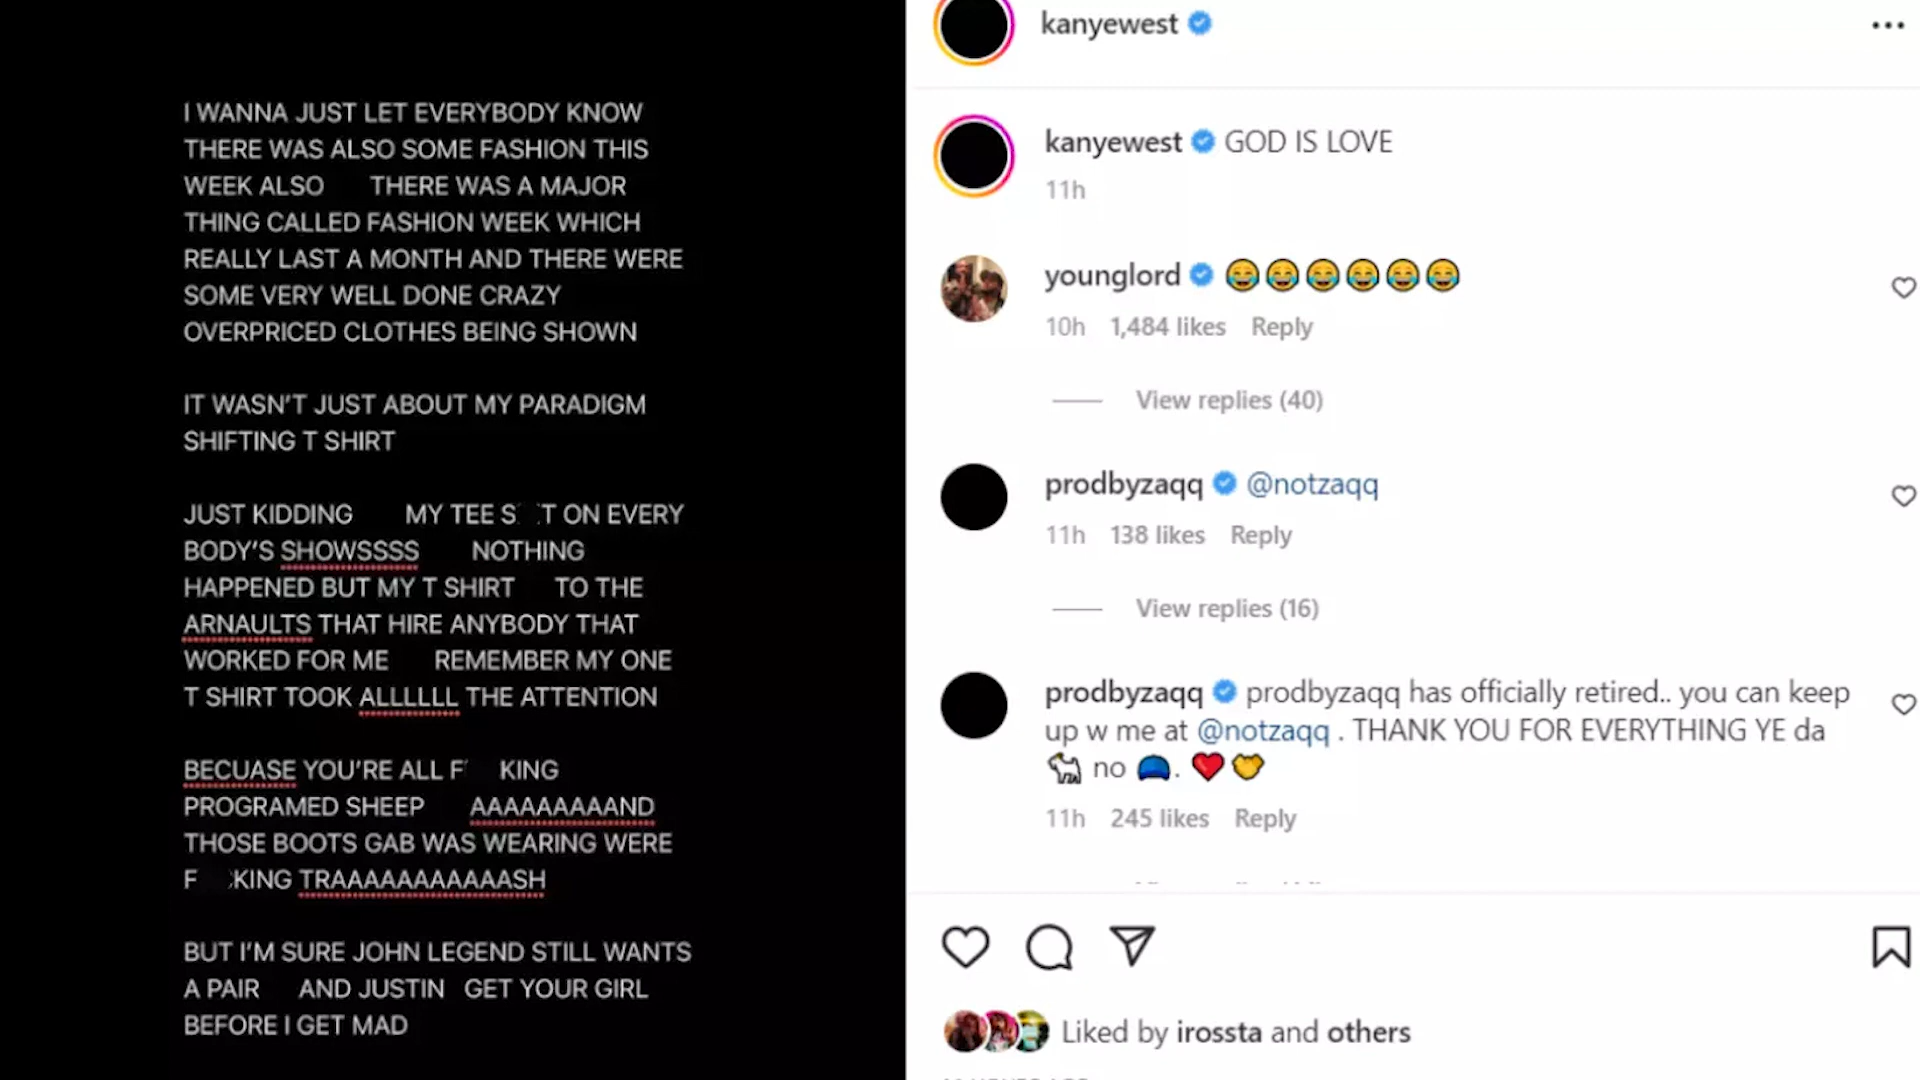 I WANNA JUST LET EVERYBODY KNOW
THERE WAS ALSO SOME FASHION THIS
WEEK ALSO THERE WAS A MAJOR
THING CALLED FASHION WEEK WHICH
REALLY LAST A MONTH AND THERE WERE
SOME VERY WELL DONE CRAZY
OVERPRICED CLOTHES BEING SHOWN
IT WASN'T JUST ABOUT MY PARADIGM
SHIFTING T SHIRT
JUST KIDDING MY TEE S T ON EVERY
BODY'S SHOWSSSS NOTHING
HAPPENED BUT MY T SHIRT TO THE
ARNAULTS THAT HIRE ANYBODY THAT
WORKED FOR ME REMEMBER MY ONE
T SHIRT TOOK ALLLLLL THE ATTENTION
BECUASE YOU'RE ALL F KING
PROGRAMED SHEEP AAAAAAAAAND
THOSE BOOTS GAB WAS WEARING WERE
F KING TRAAAAAAAAAAASH
BUT I'M SURE JOHN LEGEND STILL WANTS
A PAIR AND JUSTIN GET YOUR GIRL
BEFORE I GET MAD
kanyewest
kanyewest GOD IS LOVE
11h
younglord 😂😂😂😂😂😂
10h 1,484 likes Reply
View replies (40)
prodbyzaqq @notzaqq
11h 138 likes Reply
View replies (16)
prodbyzaqq prodbyzaqq has officially retired.. you can keep
up w me at @notzaqq . THANK YOU FOR EVERYTHING YE da
🐐 no 🧢. ❤️🤝
11h 245 likes Reply
Liked by irossta and others